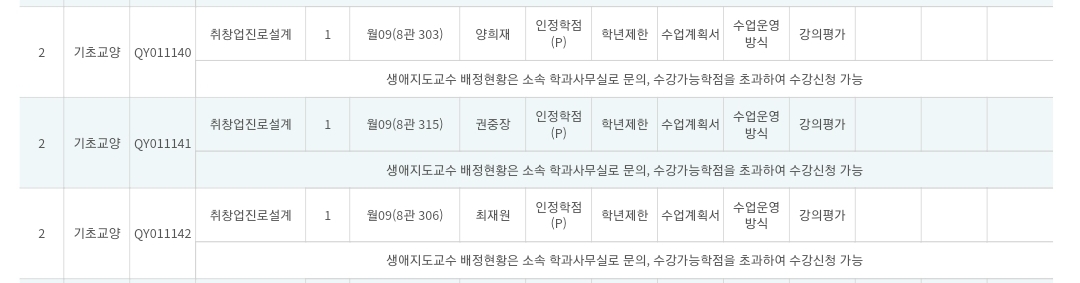 2 기초교양 QY011140 취창업진로설계 1 월09(8관 303) 양희재 인정학점(P) 학년제한 수업계획서 수업운영방식 강의평가
생애지도교수 배정현황은 소속 학과사무실로 문의, 수강가능학점을 초과하여 수강신청 가능
2 기초교양 QY011141 취창업진로설계 1 월09(8관 315) 권중장 인정학점(P) 학년제한 수업계획서 수업운영방식 강의평가
생애지도교수 배정현황은 소속 학과사무실로 문의, 수강가능학점을 초과하여 수강신청 가능
2 기초교양 QY011142 취창업진로설계 1 월09(8관 306) 최재원 인정학점(P) 학년제한 수업계획서 수업운영방식 강의평가
생애지도교수 배정현황은 소속 학과사무실로 문의, 수강가능학점을 초과하여 수강신청 가능